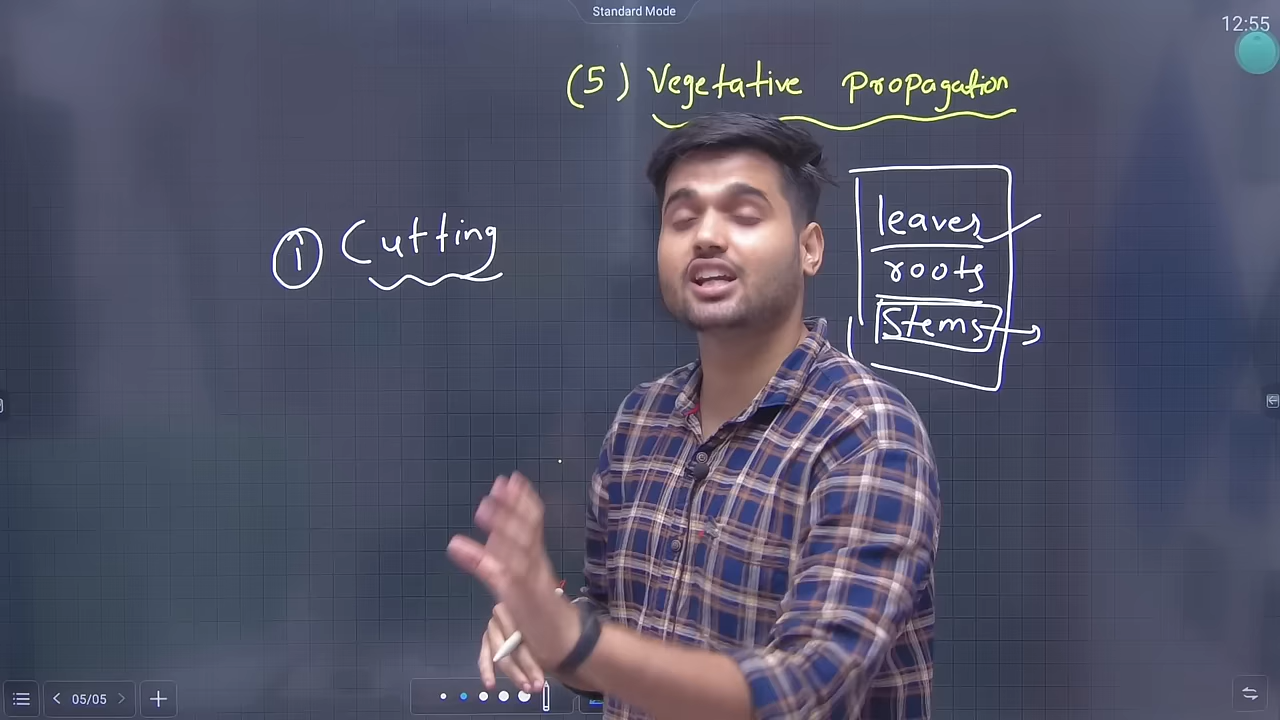 Standard Mode
12:55
(5) Vegetative Propagation
leaves
roots
Stems
① Cutting
05/05